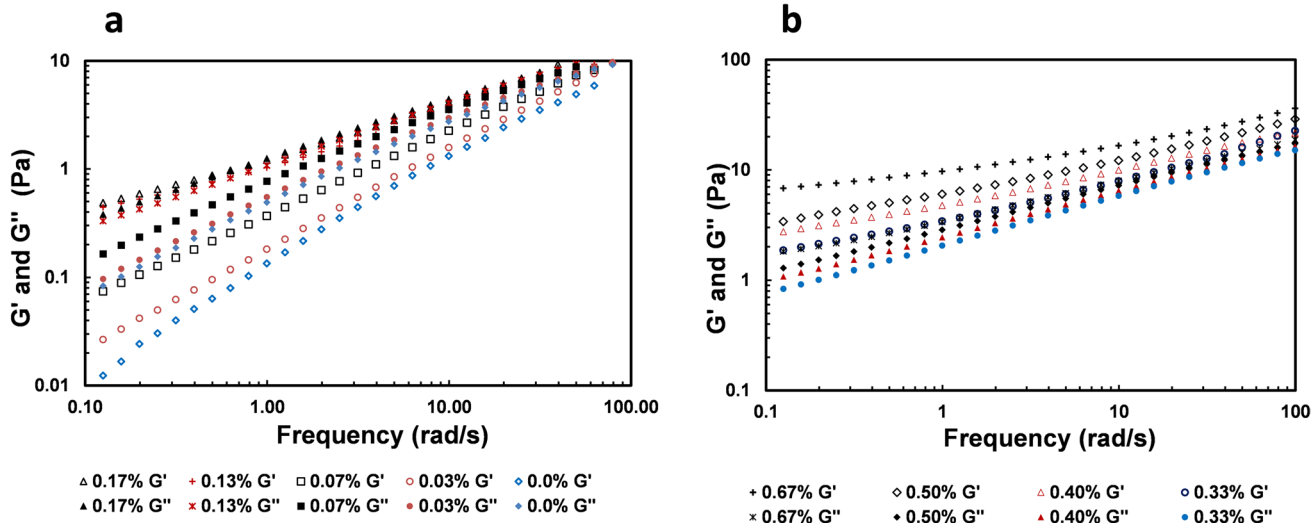 a
10
1
0.1
0.01
G' and G'' (Pa)
0.10 1.00 10.00 100.00
Frequency (rad/s)
0.17% G' 0.13% G' 0.07% G' 0.03% G' 0.0% G'
0.17% G'' 0.13% G'' 0.07% G'' 0.03% G'' 0.0% G''
b
100
10
1
0.1
G' and G'' (Pa)
0.1 1 10 100
Frequency (rad/s)
0.67% G' 0.50% G' 0.40% G' 0.33% G'
0.67% G'' 0.50% G'' 0.40% G'' 0.33% G''